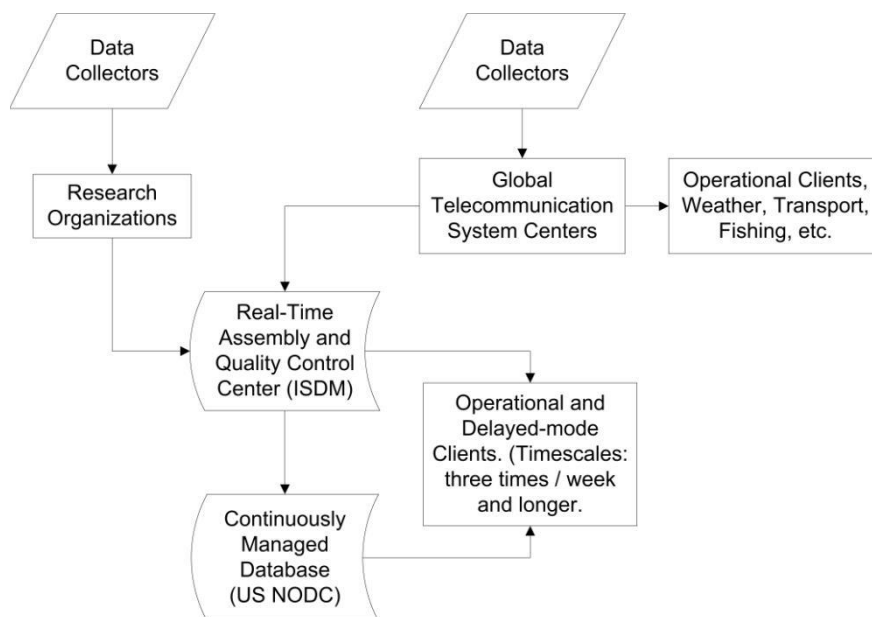 Data
Collectors
Data
Collectors
Research
Organizations
Global
Telecommunication
System Centers
Operational Clients,
Weather, Transport,
Fishing, etc.
Real-Time
Assembly and
Quality Control
Center (ISDM)
Operational and
Delayed-mode
Clients. (Timescales:
three times / week
and longer.
Continuously
Managed
Database
(US NODC)